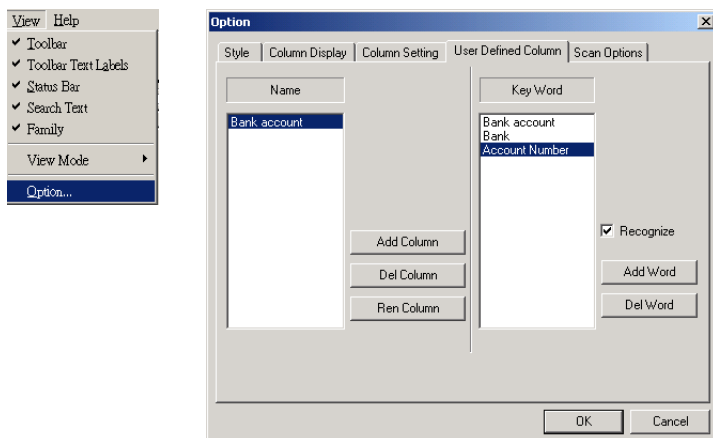 View Help
Toolbar
Toolbar Text Labels
Status Bar
Search Text
Family
View Mode
Option...
Option
Style Column Display Column Setting User Defined Column Scan Options
Name
Key Word
Bank account
Bank account
Bank
Account Number
Recognize
Add Column
Add Word
Del Column
Del Word
Ren Column
OK Cancel